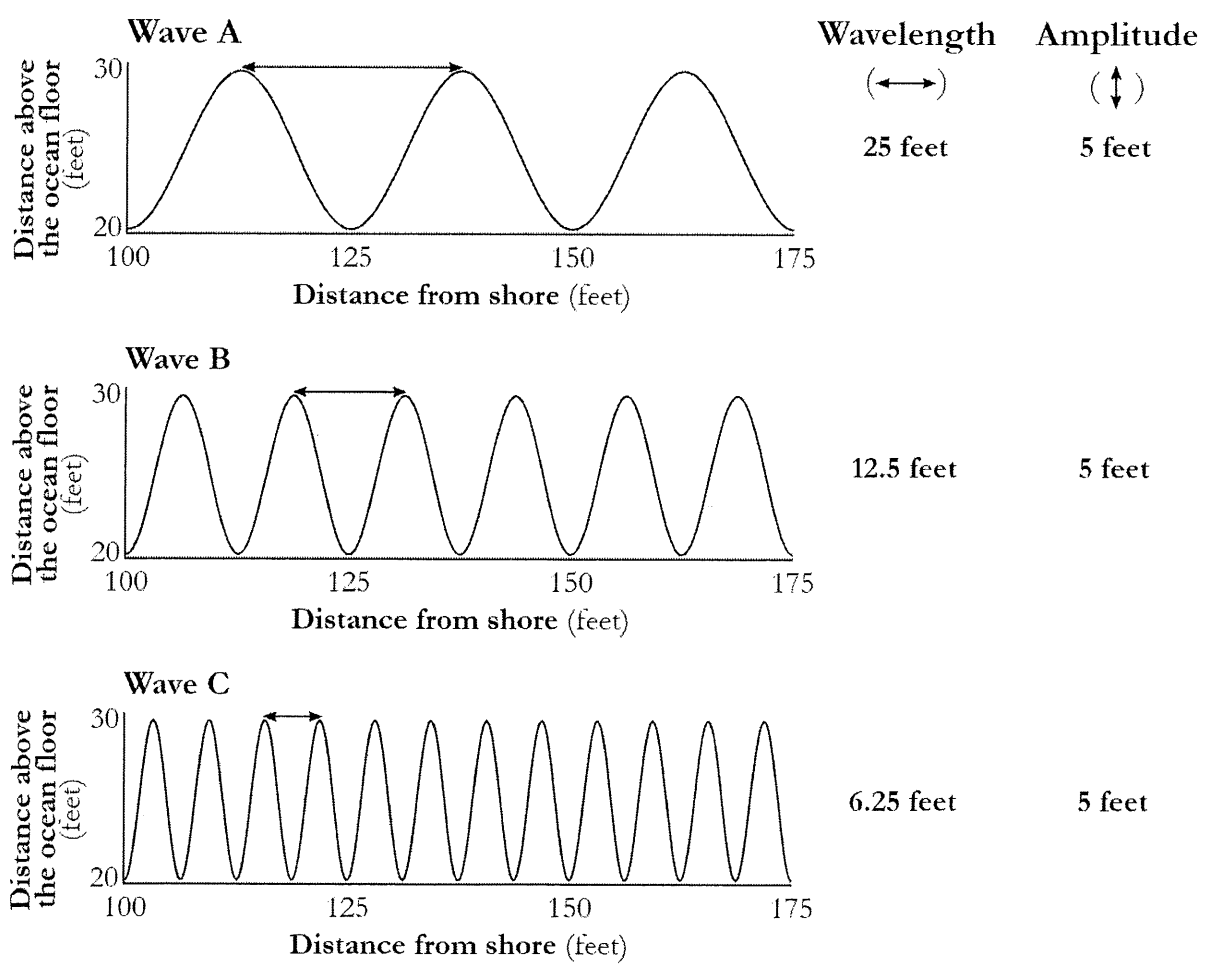 Wave A
Wavelength
Amplitude
( )
( )
Distance above
the ocean floor
(feet)
30
20
100
125
150
175
Distance from shore (feet)
25 feet
5 feet
Wave B
Distance above
the ocean floor
(feet)
30
20
100
125
150
175
Distance from shore (feet)
12.5 feet
5 feet
Wave C
Distance above
the ocean floor
(feet)
30
20
100
125
150
175
Distance from shore (feet)
6.25 feet
5 feet